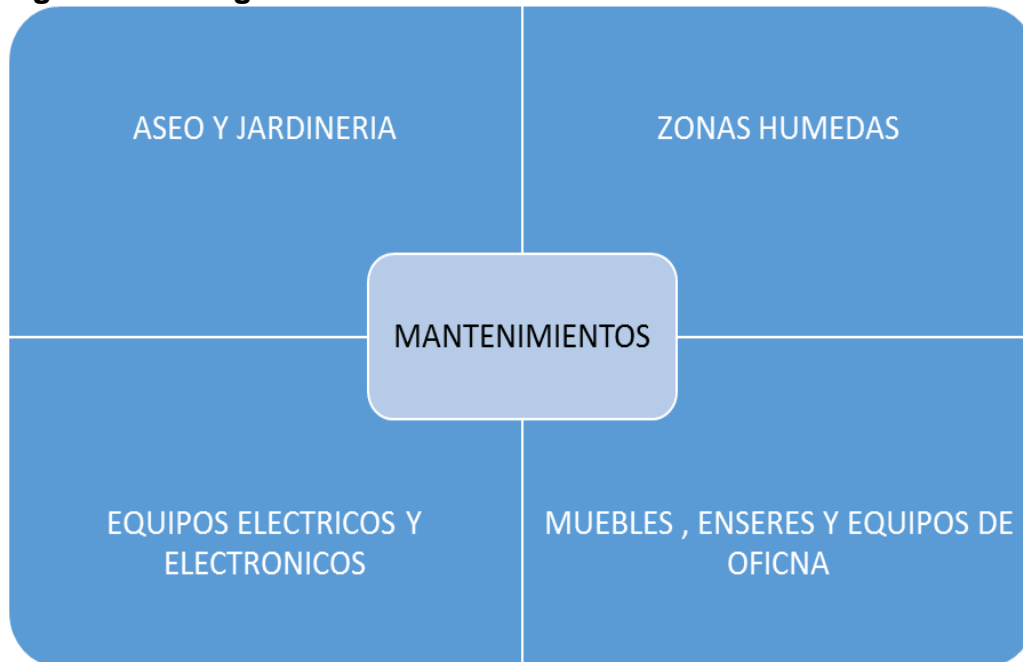 ASEO Y JARDINERIA
ZONAS HUMEDAS
MANTENIMIENTOS
EQUIPOS ELECTRICOS Y
ELECTRONICOS
MUEBLES , ENSERES Y EQUIPOS DE
OFICNA